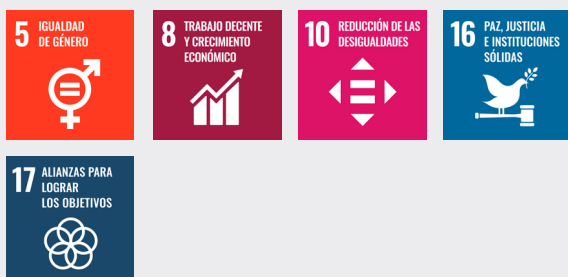 5 IGUALDAD
DE GÉNERO
8 TRABAJO DECENTE
Y CRECIMIENTO
ECONÓMICO
10 REDUCCIÓN DE LAS
DESIGUALDADES
16 PAZ, JUSTICIA
E INSTITUCIONES
SÓLIDAS
17 ALIANZAS PARA
LOGRAR
LOS OBJETIVOS